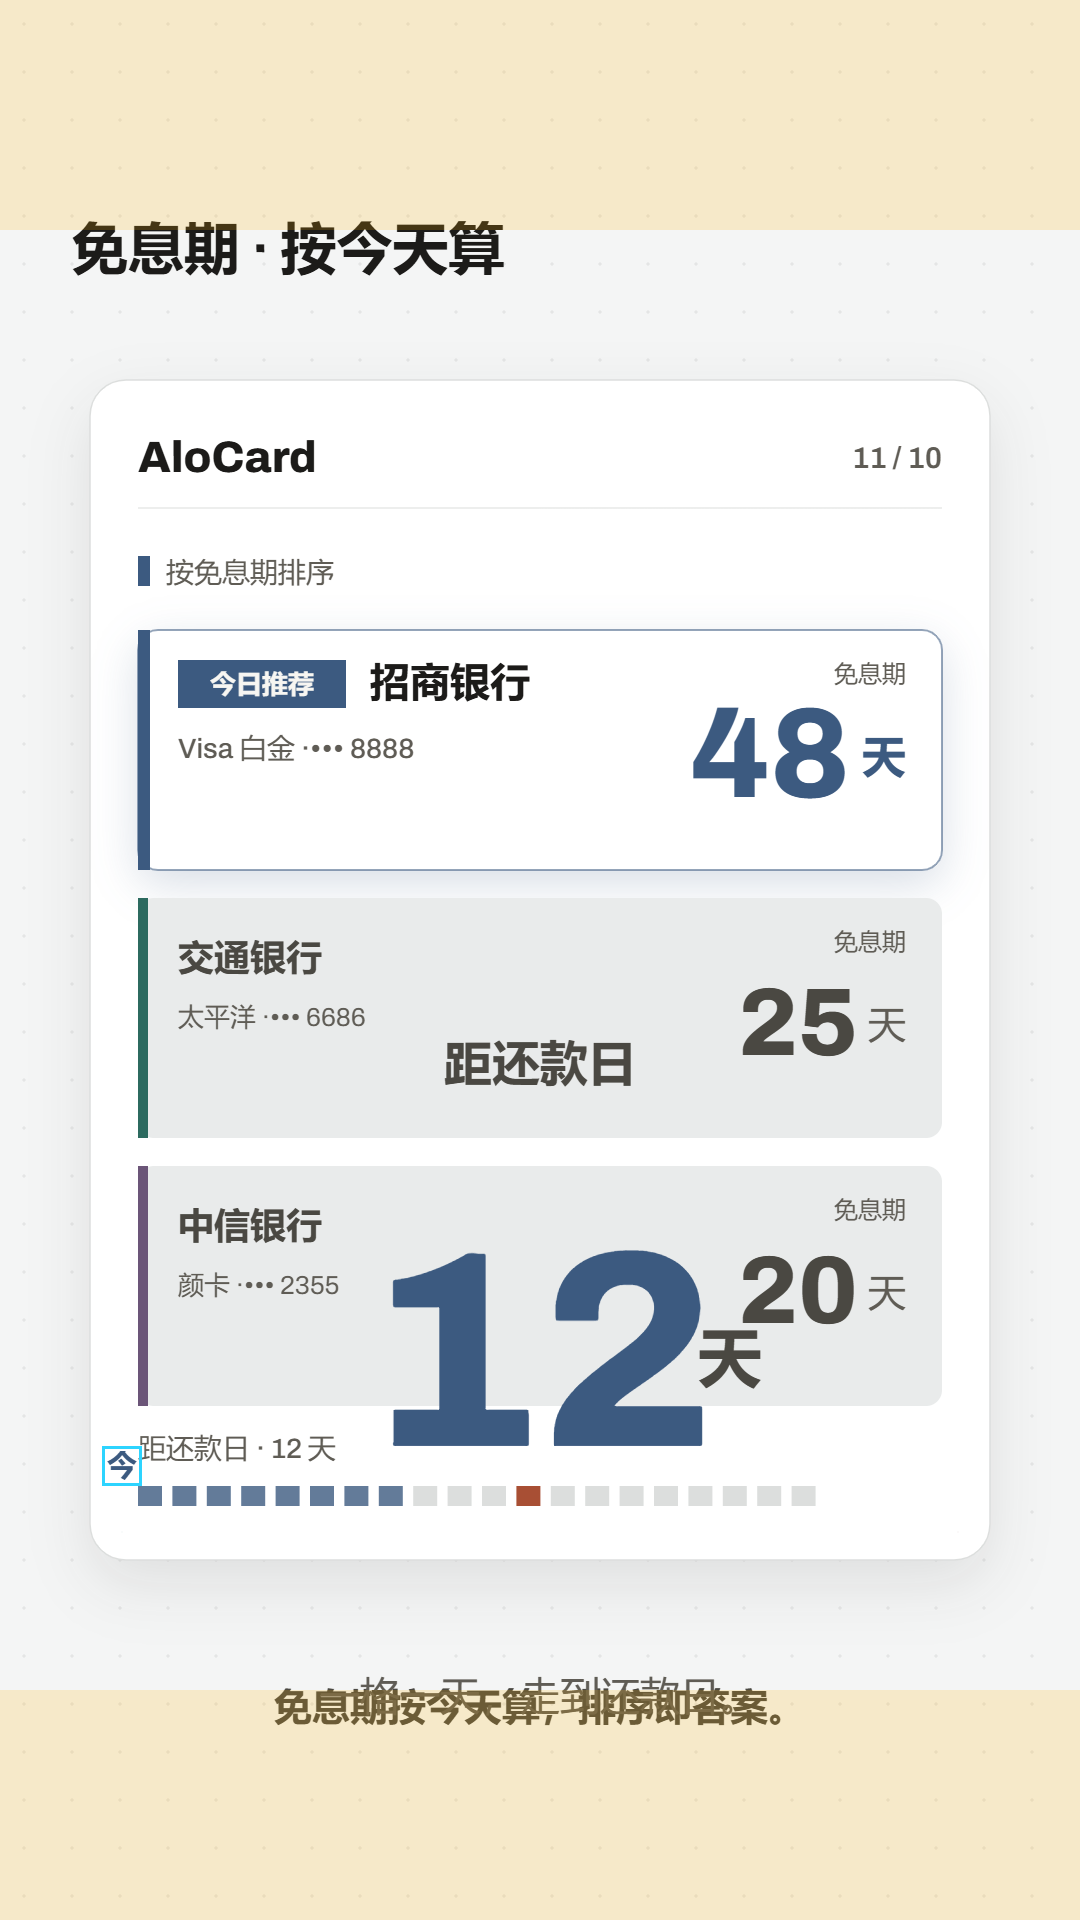 免息期 · 按今天算
AloCard
11 / 10
按免息期排序
今日推荐 招商银行
免息期
Visa 白金 ·••• 8888
48 天
交通银行
免息期
太平洋 ·••• 6686
25 天
距还款日
中信银行
免息期
颜卡 ·••• 2355
20 天
12 天
距还款日 · 12 天
今
免息期按今天算，排序即答案。